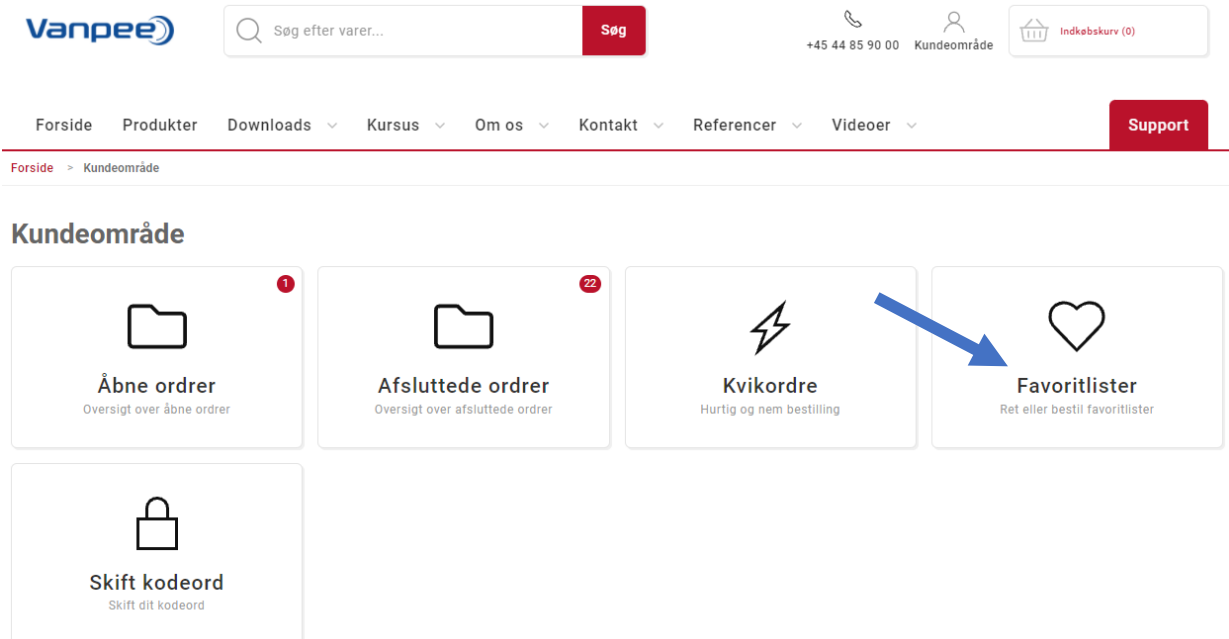 Vanpee
Søg efter varer...
Søg
+45 44 85 90 00
Kundeområde
Indkøbskurv (0)
Forside
Produkter
Downloads
Kursus
Om os
Kontakt
Referencer
Videoer
Support
Forside > Kundeområde
Kundeområde
1
Åbne ordrer
Oversigt over åbne ordrer
22
Afsluttede ordrer
Oversigt over afsluttede ordrer
Kvikordre
Hurtig og nem bestilling
Favoritlister
Ret eller bestil favoritlister
Skift kodeord
Skift dit kodeord